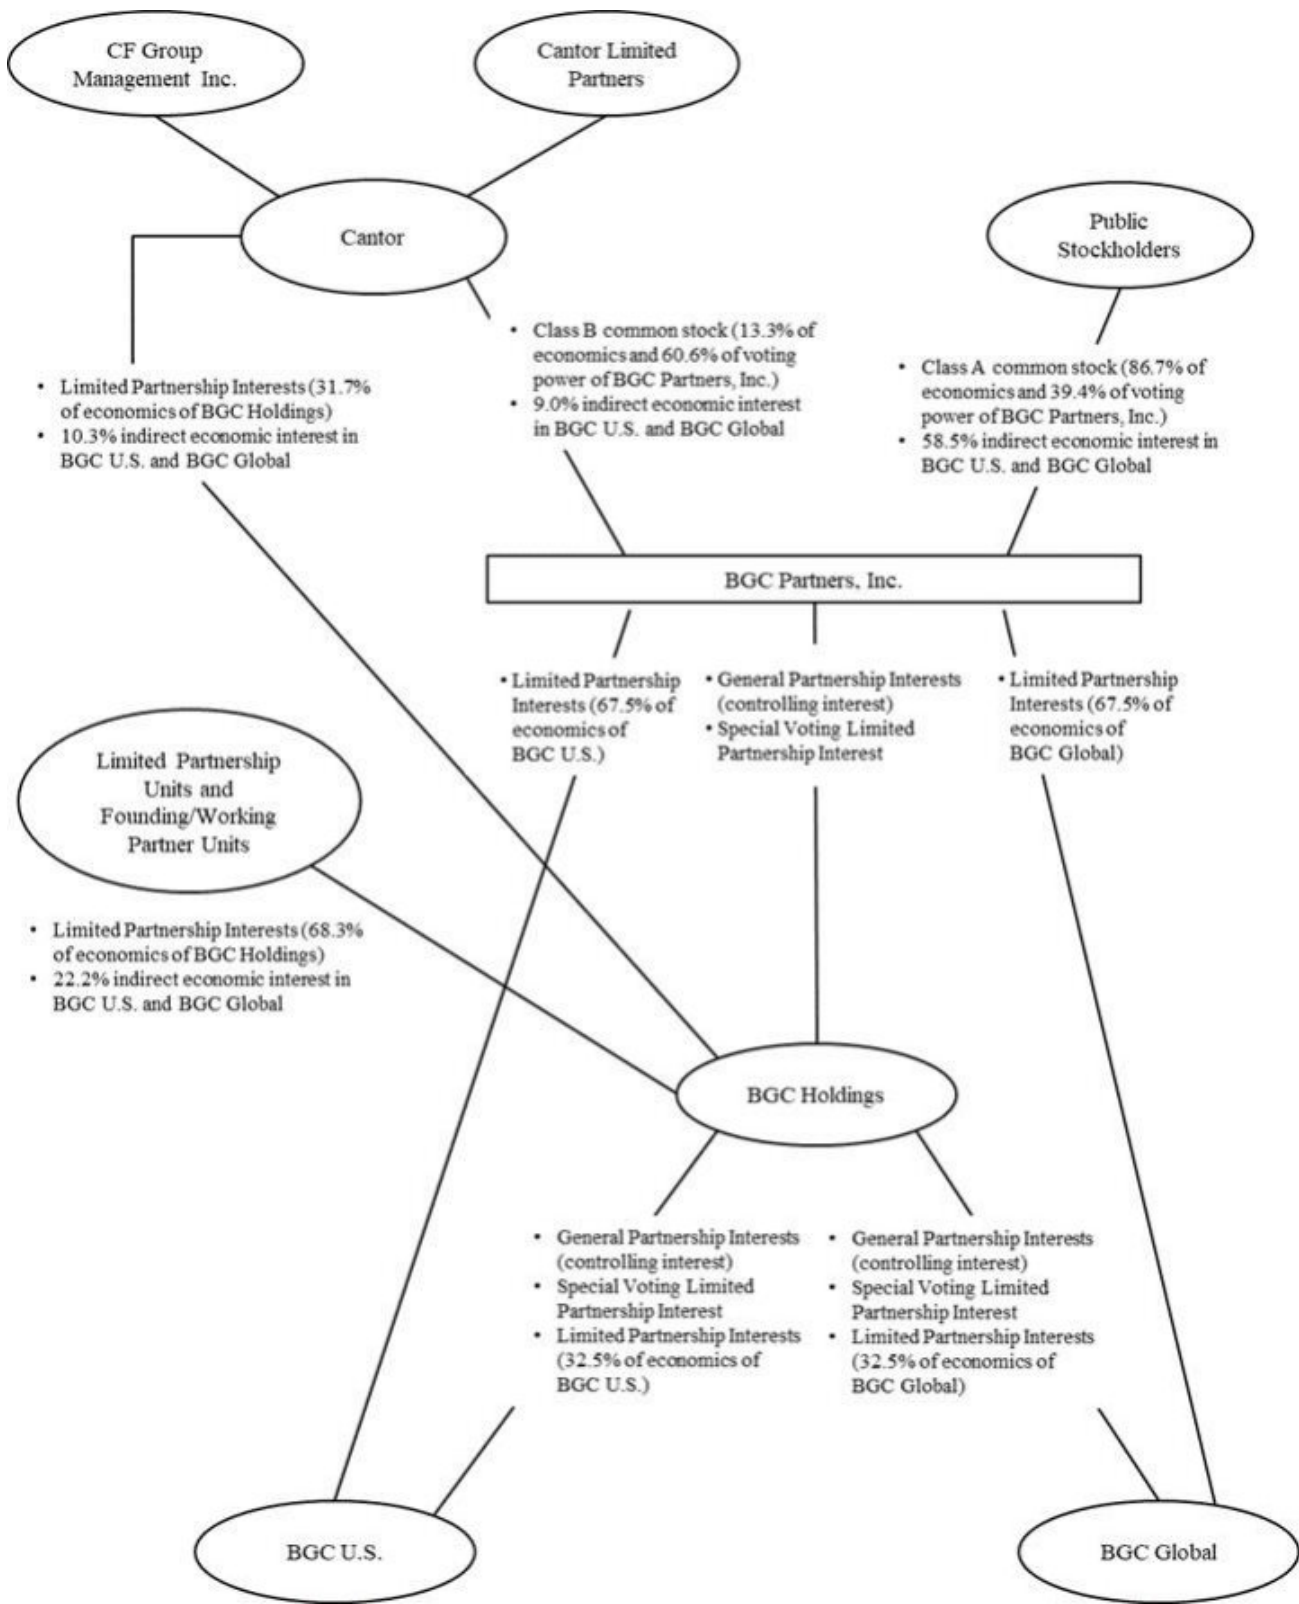 CF Group
Management Inc.
Cantor Limited
Partners
Cantor
Public
Stockholders
• Limited Partnership Interests (31.7%
of economics of BGC Holdings)
• 10.3% indirect economic interest in
BGC U.S. and BGC Global
• Class B common stock (13.3% of
economics and 60.6% of voting
power of BGC Partners, Inc.)
• 9.0% indirect economic interest
in BGC U.S. and BGC Global
• Class A common stock (86.7% of
economics and 39.4% of voting
power of BGC Partners, Inc.)
• 58.5% indirect economic interest in
BGC U.S. and BGC Global
BGC Partners, Inc.
• Limited Partnership
Interests (67.5% of
economics of
BGC U.S.)
• General Partnership Interests
(controlling interest)
• Special Voting Limited
Partnership Interest
• Limited Partnership
Interests (67.5% of
economics of
BGC Global)
Limited Partnership
Units and
Founding/Working
Partner Units
• Limited Partnership Interests (68.3%
of economics of BGC Holdings)
• 22.2% indirect economic interest in
BGC U.S. and BGC Global
BGC Holdings
• General Partnership Interests
(controlling interest)
• Special Voting Limited
Partnership Interest
• Limited Partnership Interests
(32.5% of economics of
BGC U.S.)
• General Partnership Interests
(controlling interest)
• Special Voting Limited
Partnership Interest
• Limited Partnership Interests
(32.5% of economics of
BGC Global)
BGC U.S.
BGC Global